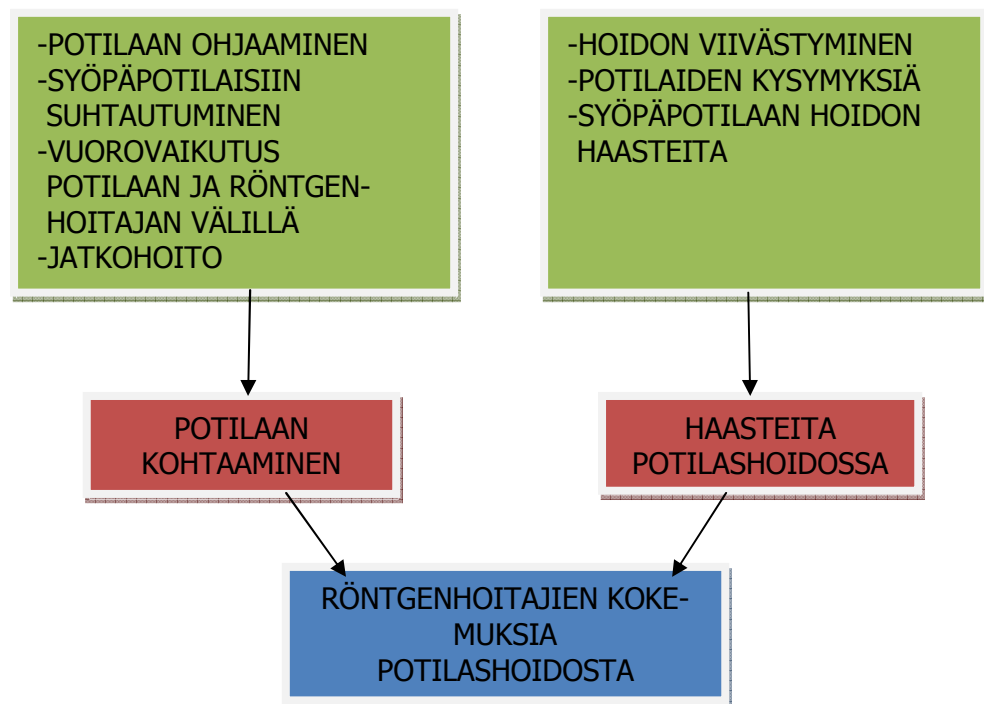 -POTILAAN OHJAAMINEN
-SYÖPÄPOTILAISIIN
SUHTAUTUMINEN
-VUOROVAIKUTUS
POTILAAN JA RÖNTGEN-
HOITAJAN VÄLILLÄ
-JATKOHOITO
-HOIDON VIIVÄSTYMINEN
-POTILAIDEN KYSYMYKSIÄ
-SYÖPÄPOTILAAN HOIDON
HAASTEITA
POTILAAN
KOHTAAMINEN
HAASTEITA
POTILASHOIDOSSA
RÖNTGENHOITAJIEN KOKE-
MUKSIA
POTILASHOIDOSTA